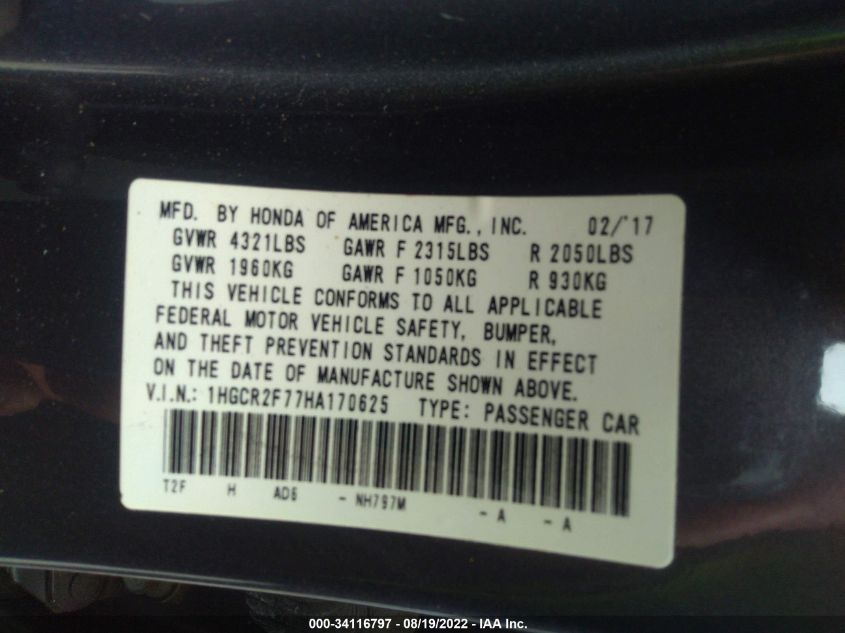 MFD. BY HONDA OF AMERICA MFG., INC. 02/'17
GVWR 4321LBS GAWR F 2315LBS R 2050LBS
GVWR 1960KG GAWR F 1050KG R 930KG
THIS VEHICLE CONFORMS TO ALL APPLICABLE
FEDERAL MOTOR VEHICLE SAFETY, BUMPER,
AND THEFT PREVENTION STANDARDS IN EFFECT
ON THE DATE OF MANUFACTURE SHOWN ABOVE.
V.I.N.: 1HGCR2F77HA170625 TYPE: PASSENGER CAR
T2F H AD6 - NH797M - A - A
000-34116797 - 08/19/2022 - IAA Inc.